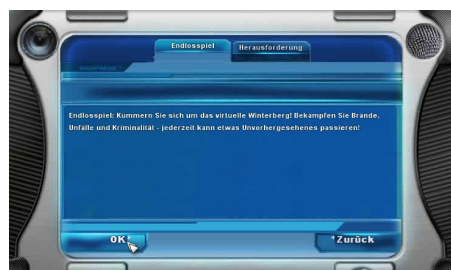 Endlosspiel
Herausforderung
Endlosspiel: Kümmern Sie sich um das virtuelle Winterberg! Bekämpfen Sie Brände,
Unfälle und Kriminalität - jederzeit kann etwas Unvorhergesehenes passieren!
OK
Zurück